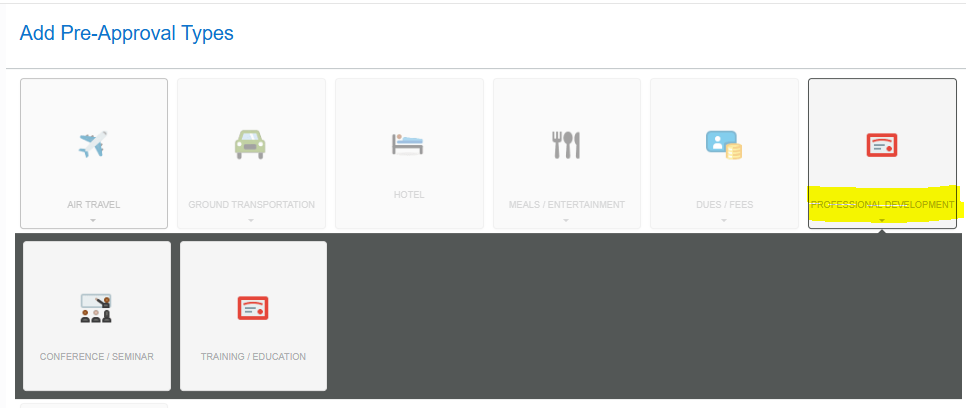 Add Pre-Approval Types
AIR TRAVEL
GROUND TRANSPORTATION
HOTEL
MEALS / ENTERTAINMENT
DUES / FEES
PROFESSIONAL DEVELOPMENT
CONFERENCE / SEMINAR
TRAINING / EDUCATION